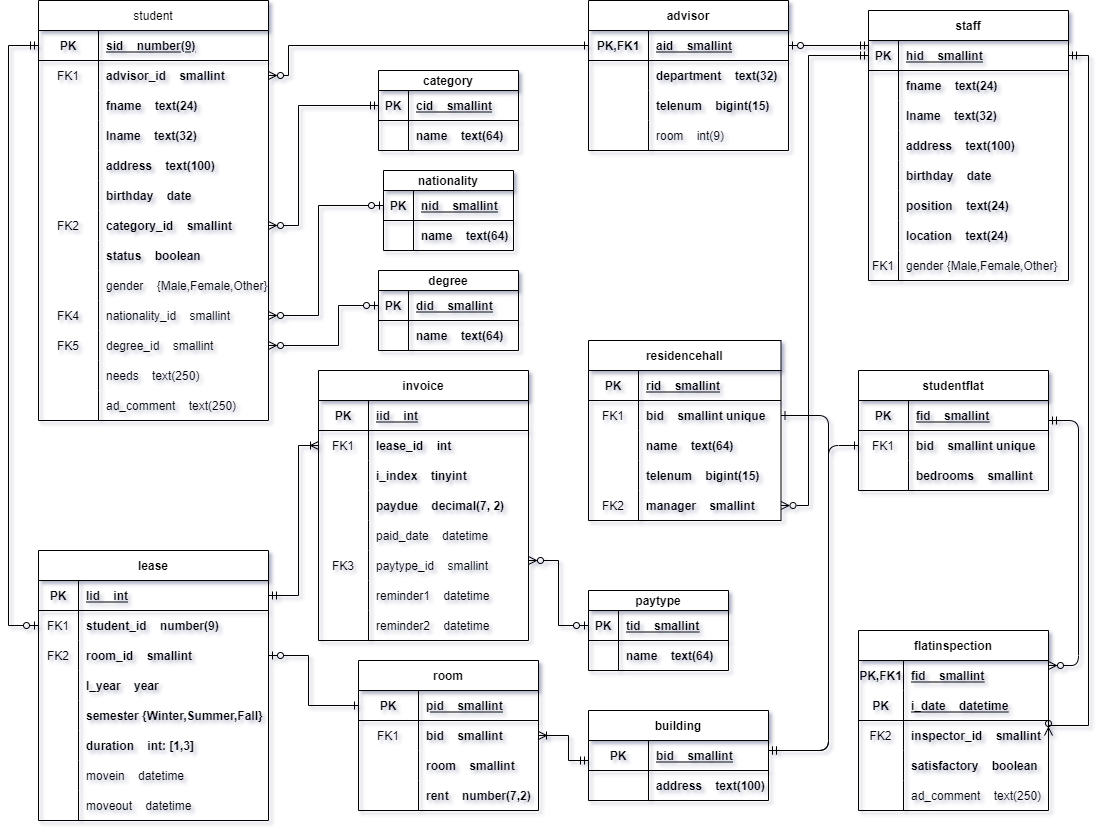 student
PK sid number(9)
FK1 advisor_id smallint
fname text(24)
lname text(32)
address text(100)
birthday date
FK2 category_id smallint
status boolean
gender {Male,Female,Other}
FK4 nationality_id smallint
FK5 degree_id smallint
needs text(250)
ad_comment text(250)
category
PK cid smallint
name text(64)
nationality
PK nid smallint
name text(64)
degree
PK did smallint
name text(64)
advisor
PK,FK1 aid smallint
department text(32)
telenum bigint(15)
room int(9)
staff
PK hid smallint
fname text(24)
lname text(32)
address text(100)
birthday date
position text(24)
location text(24)
FK1 gender {Male,Female,Other}
invoice
PK iid int
FK1 lease_id int
i_index tinyint
paydue decimal(7, 2)
paid_date datetime
FK3 paytype_id smallint
reminder1 datetime
reminder2 datetime
residencehall
PK rid smallint
FK1 bid smallint unique
name text(64)
telenum bigint(15)
FK2 manager smallint
studentflat
PK fid smallint
FK1 bid smallint unique
bedrooms smallint
lease
PK lid int
FK1 student_id number(9)
FK2 room_id smallint
l_year year
semester {Winter,Summer,Fall}
duration int: [1,3]
movein datetime
moveout datetime
room
PK pid smallint
FK1 bid smallint
room smallint
rent number(7,2)
paytype
PK tid smallint
name text(64)
building
PK bid smallint
address text(100)
flatinspection
PK,FK1 fid smallint
PK i_date datetime
FK2 inspector_id smallint
satisfactory boolean
ad_comment text(250)